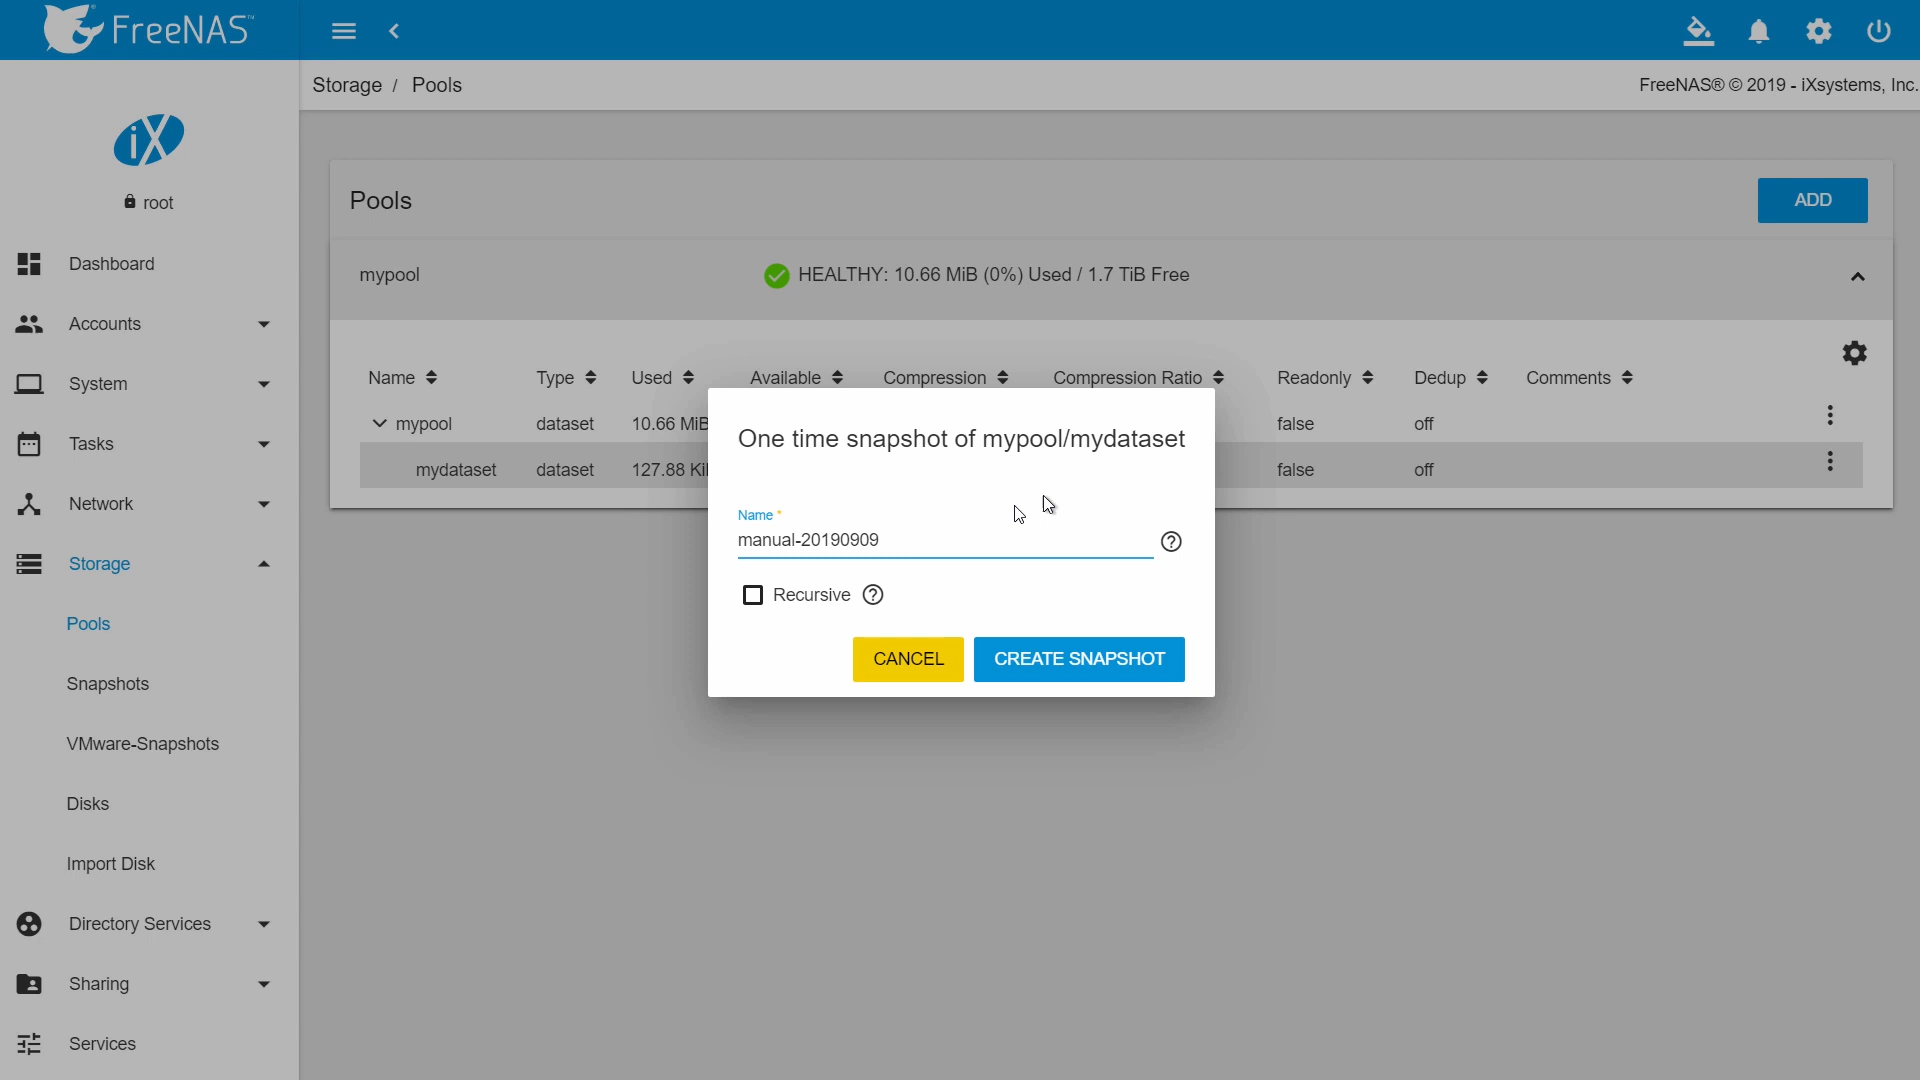 FreeNAS™
Storage / Pools
FreeNAS® © 2019 - iXsystems, Inc.
iX
root
Dashboard
Accounts
System
Tasks
Network
Storage
Pools
Snapshots
VMware-Snapshots
Disks
Import Disk
Directory Services
Sharing
Services
Pools
ADD
mypool
HEALTHY: 10.66 MiB (0%) Used / 1.7 TiB Free
Name Type Used Available Compression Compression Ratio Readonly Dedup Comments
mypool dataset 10.66 MiB false off
mydataset dataset 127.88 false off
One time snapshot of mypool/mydataset
Name *
manual-20190909
Recursive
CANCEL
CREATE SNAPSHOT